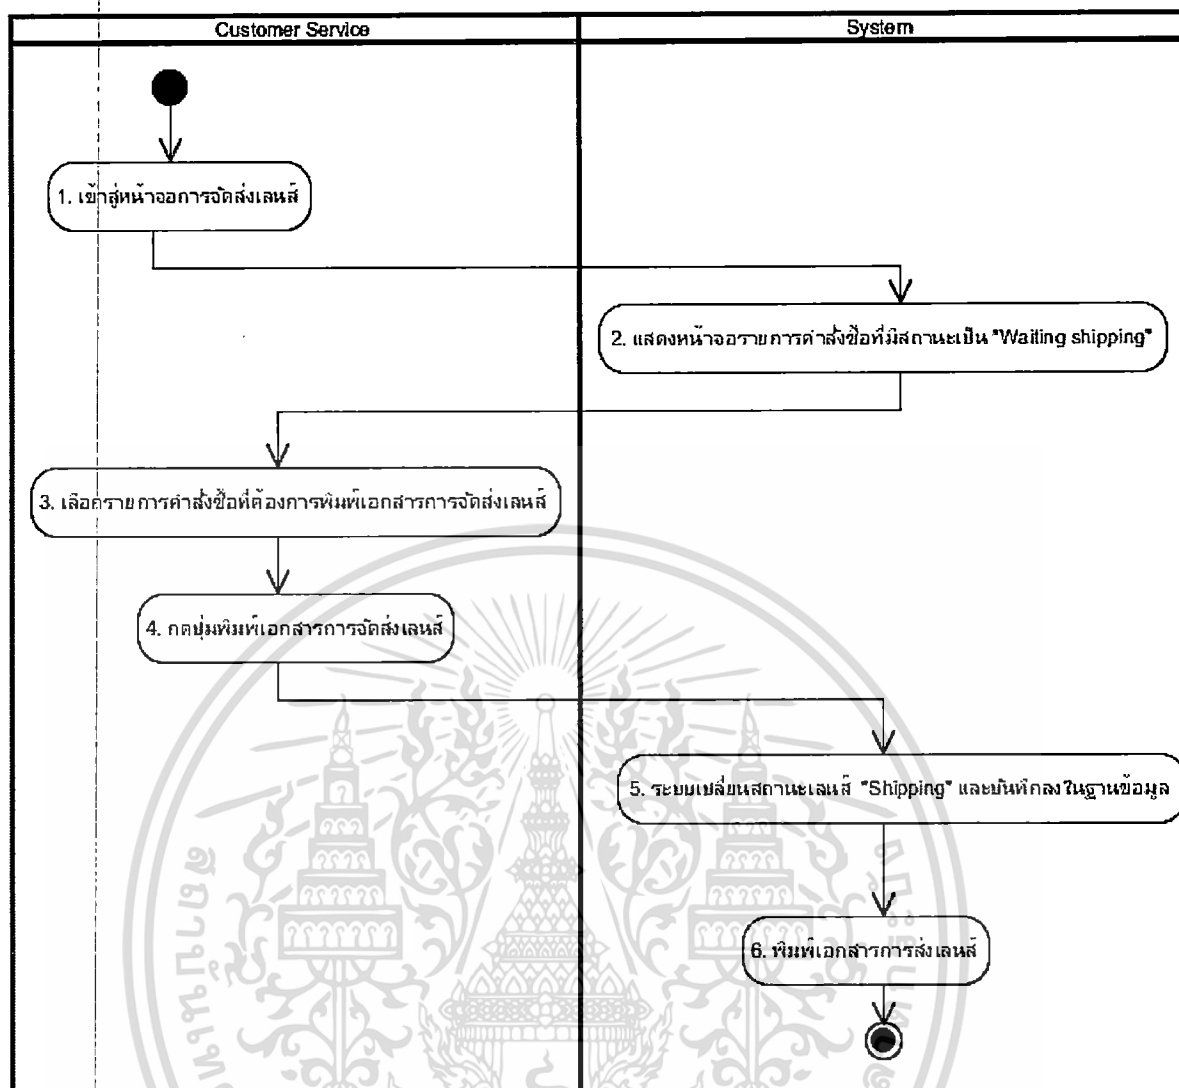 Customer Service
System
1. เข้าสู่หน้าจอการจัดส่งเลนส์
2. แสดงหน้าจอรายการคำสั่งซื้อที่มีสถานะเป็น "Waiting shipping"
3. เลือกรายการคำสั่งซื้อที่ต้องการพิมพ์เอกสารการจัดส่งเลนส์
4. กดปุ่มพิมพ์เอกสารการจัดส่งเลนส์
5. ระบบเปลี่ยนสถานะเลนส์ "Shipping" และบันทึกลงในฐานข้อมูล
6. พิมพ์เอกสารการส่งเลนส์